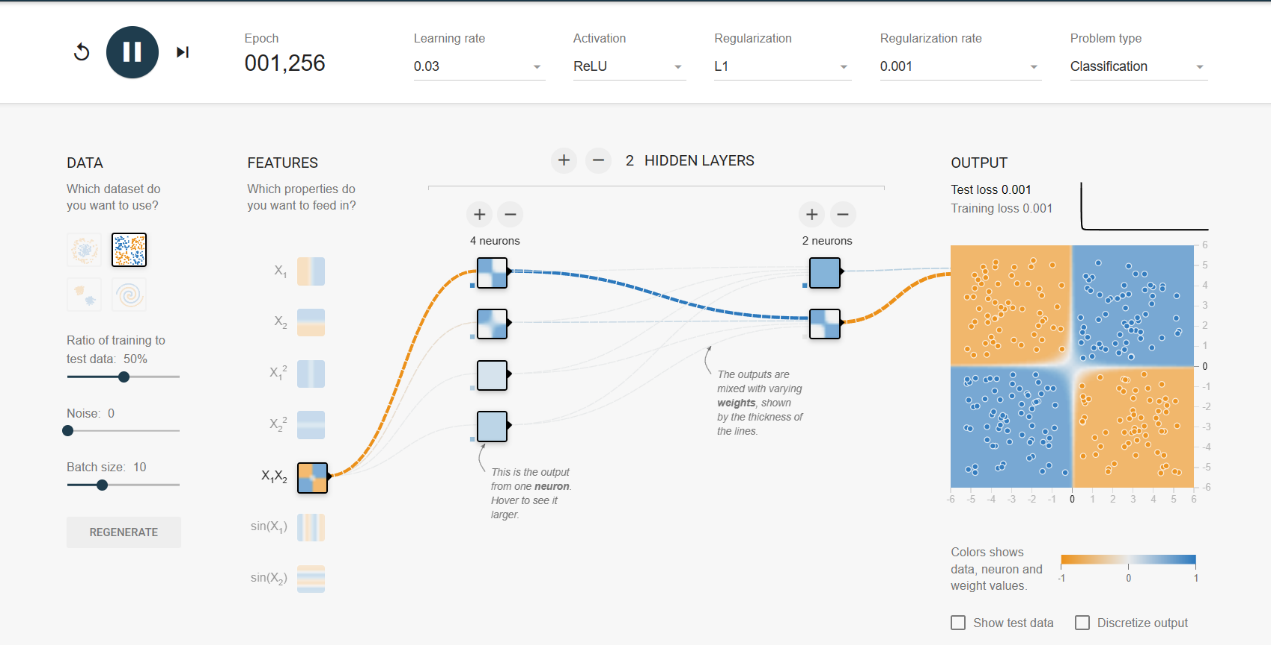 Epoch
001,256
Learning rate
0.03
Activation
ReLU
Regularization
L1
Regularization rate
0.001
Problem type
Classification
DATA
Which dataset do
you want to use?
Ratio of training to
test data: 50%
Noise: 0
Batch size: 10
REGENERATE
FEATURES
Which properties do
you want to feed in?
X1
X2
X1²
X2²
X1X2
sin(X1)
sin(X2)
2 HIDDEN LAYERS
4 neurons
2 neurons
This is the output
from one neuron.
Hover to see it
larger.
The outputs are
mixed with varying
weights, shown
by the thickness of
the lines.
OUTPUT
Test loss 0.001
Training loss 0.001
6
5
4
3
2
1
0
-1
-2
-3
-4
-5
-6
-6 -5 -4 -3 -2 -1 0 1 2 3 4 5 6
Colors shows
data, neuron and
weight values.
-1 0 1
Show test data
Discretize output